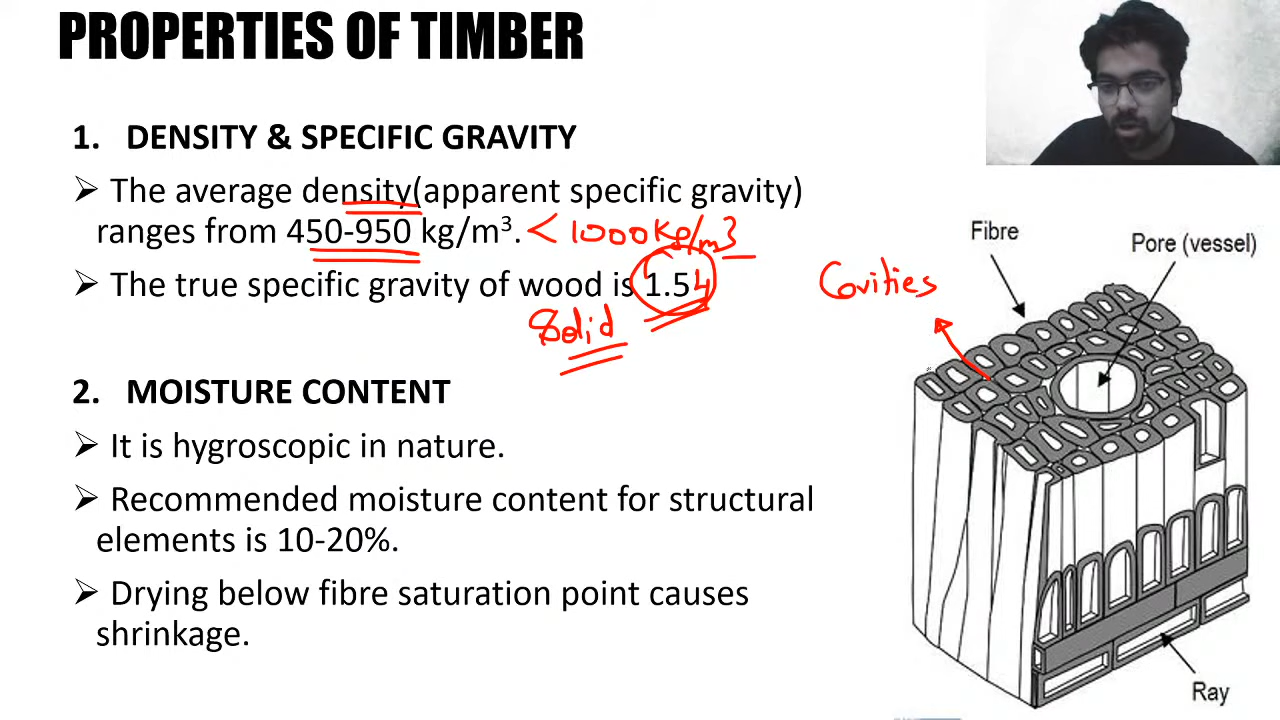 PROPERTIES OF TIMBER
1. DENSITY & SPECIFIC GRAVITY
➢ The average density(apparent specific gravity)
ranges from 450-950 kg/m³. < 1000kg/m3
➢ The true specific gravity of wood is 1.54
Solid
2. MOISTURE CONTENT
➢ It is hygroscopic in nature.
➢ Recommended moisture content for structural
elements is 10-20%.
➢ Drying below fibre saturation point causes
shrinkage.
Fibre
Pore (vessel)
Cavities
Ray